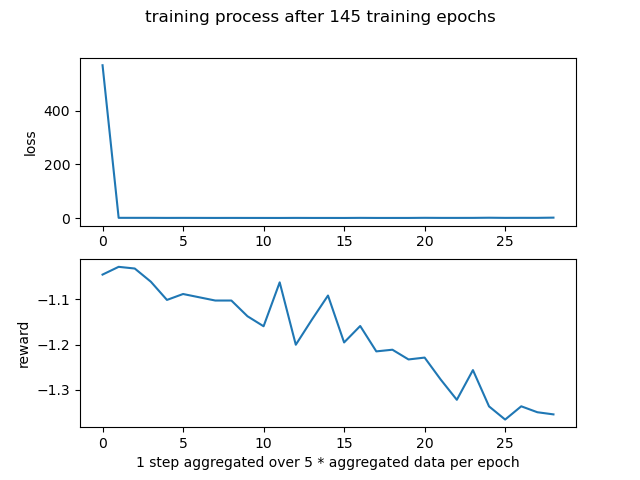 training process after 145 training epochs
400
200
0
loss
0 5 10 15 20 25
−1.1
−1.2
−1.3
reward
0 5 10 15 20 25
1 step aggregated over 5 * aggregated data per epoch